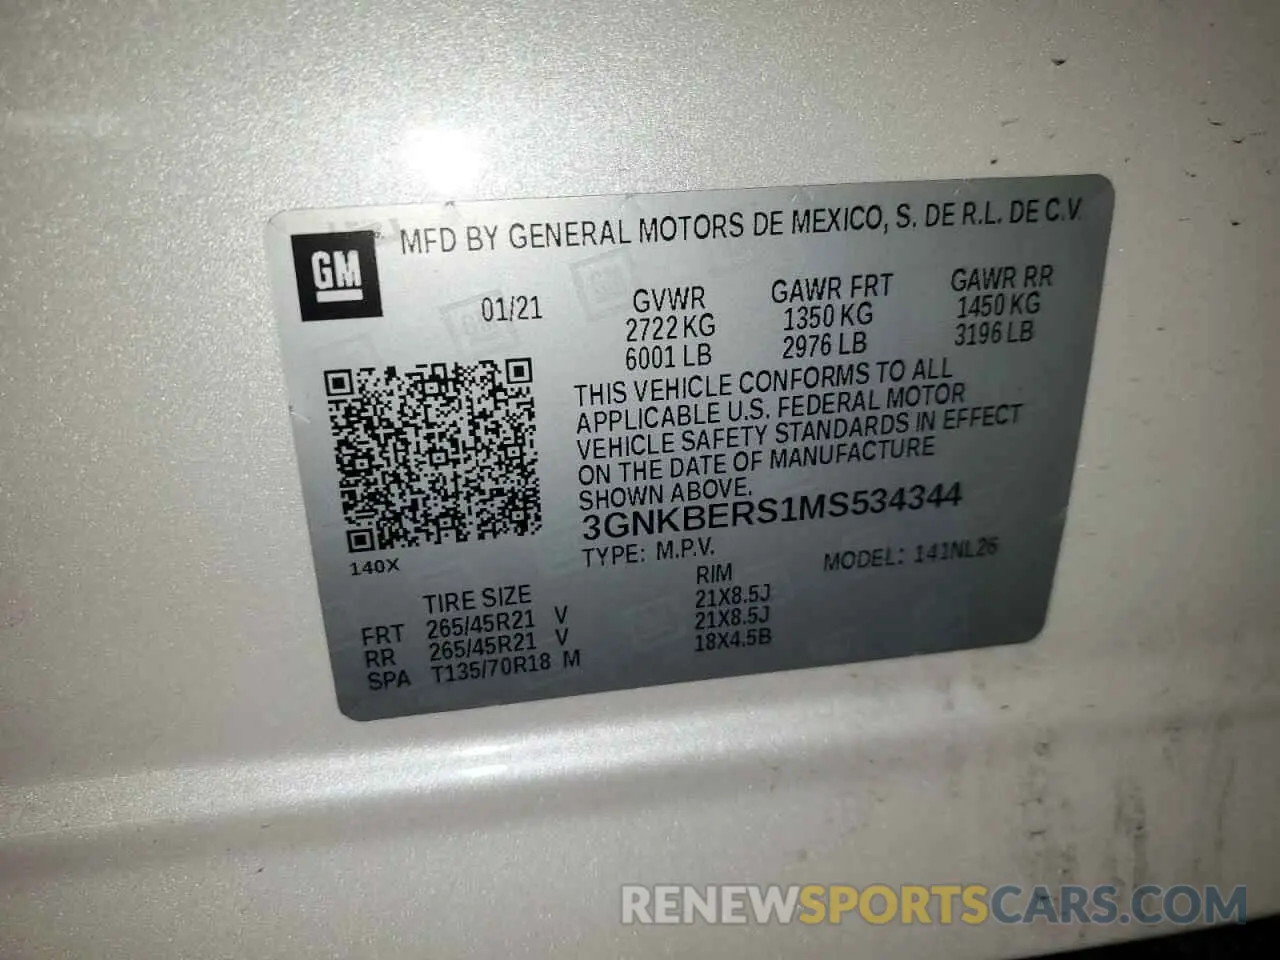 GM
MFD BY GENERAL MOTORS DE MEXICO, S. DE R.L. DE C.V.
01/21
GVWR GAWR FRT GAWR RR
2722 KG 1350 KG 1450 KG
6001 LB 2976 LB 3196 LB
THIS VEHICLE CONFORMS TO ALL
APPLICABLE U.S. FEDERAL MOTOR
VEHICLE SAFETY STANDARDS IN EFFECT
ON THE DATE OF MANUFACTURE
SHOWN ABOVE.
3GNKBERS1MS534344
TYPE: M.P.V. MODEL: 141NL26
140X
TIRE SIZE RIM
FRT 265/45R21 V 21X8.5J
RR 265/45R21 V 21X8.5J
SPA T135/70R18 M 18X4.5B
RENEWSPORTSCARS.COM